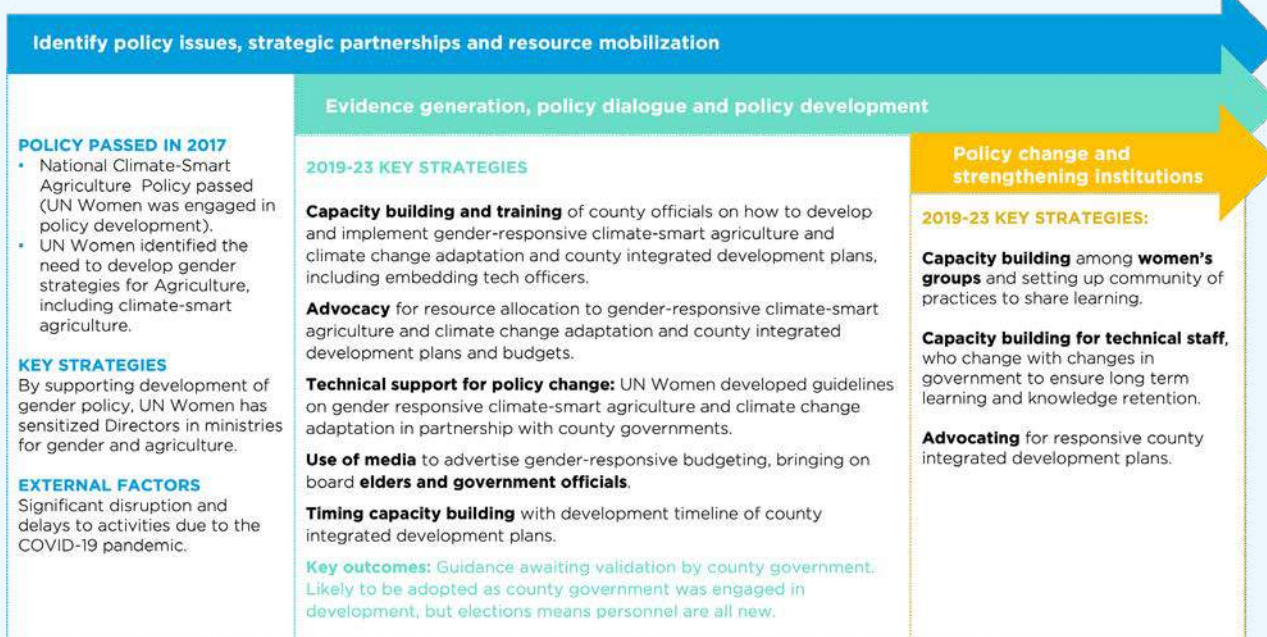 Identify policy issues, strategic partnerships and resource mobilization
POLICY PASSED IN 2017
• National Climate-Smart
Agriculture Policy passed
(UN Women was engaged in
policy development).
• UN Women identified the
need to develop gender
strategies for Agriculture,
including climate-smart
agriculture.
KEY STRATEGIES
By supporting development of
gender policy, UN Women has
sensitized Directors in ministries
for gender and agriculture.
EXTERNAL FACTORS
Significant disruption and
delays to activities due to the
COVID-19 pandemic.
Evidence generation, policy dialogue and policy development
2019-23 KEY STRATEGIES
Capacity building and training of county officials on how to develop
and implement gender-responsive climate-smart agriculture and
climate change adaptation and county integrated development plans,
including embedding tech officers.
Advocacy for resource allocation to gender-responsive climate-smart
agriculture and climate change adaptation and county integrated
development plans and budgets.
Technical support for policy change: UN Women developed guidelines
on gender responsive climate-smart agriculture and climate change
adaptation in partnership with county governments.
Use of media to advertise gender-responsive budgeting, bringing on
board elders and government officials.
Timing capacity building with development timeline of county
integrated development plans.
Key outcomes: Guidance awaiting validation by county government.
Likely to be adopted as county government was engaged in
development, but elections means personnel are all new.
Policy change and
strengthening institutions
2019-23 KEY STRATEGIES:
Capacity building among women's
groups and setting up community of
practices to share learning.
Capacity building for technical staff,
who change with changes in
government to ensure long term
learning and knowledge retention.
Advocating for responsive county
integrated development plans.